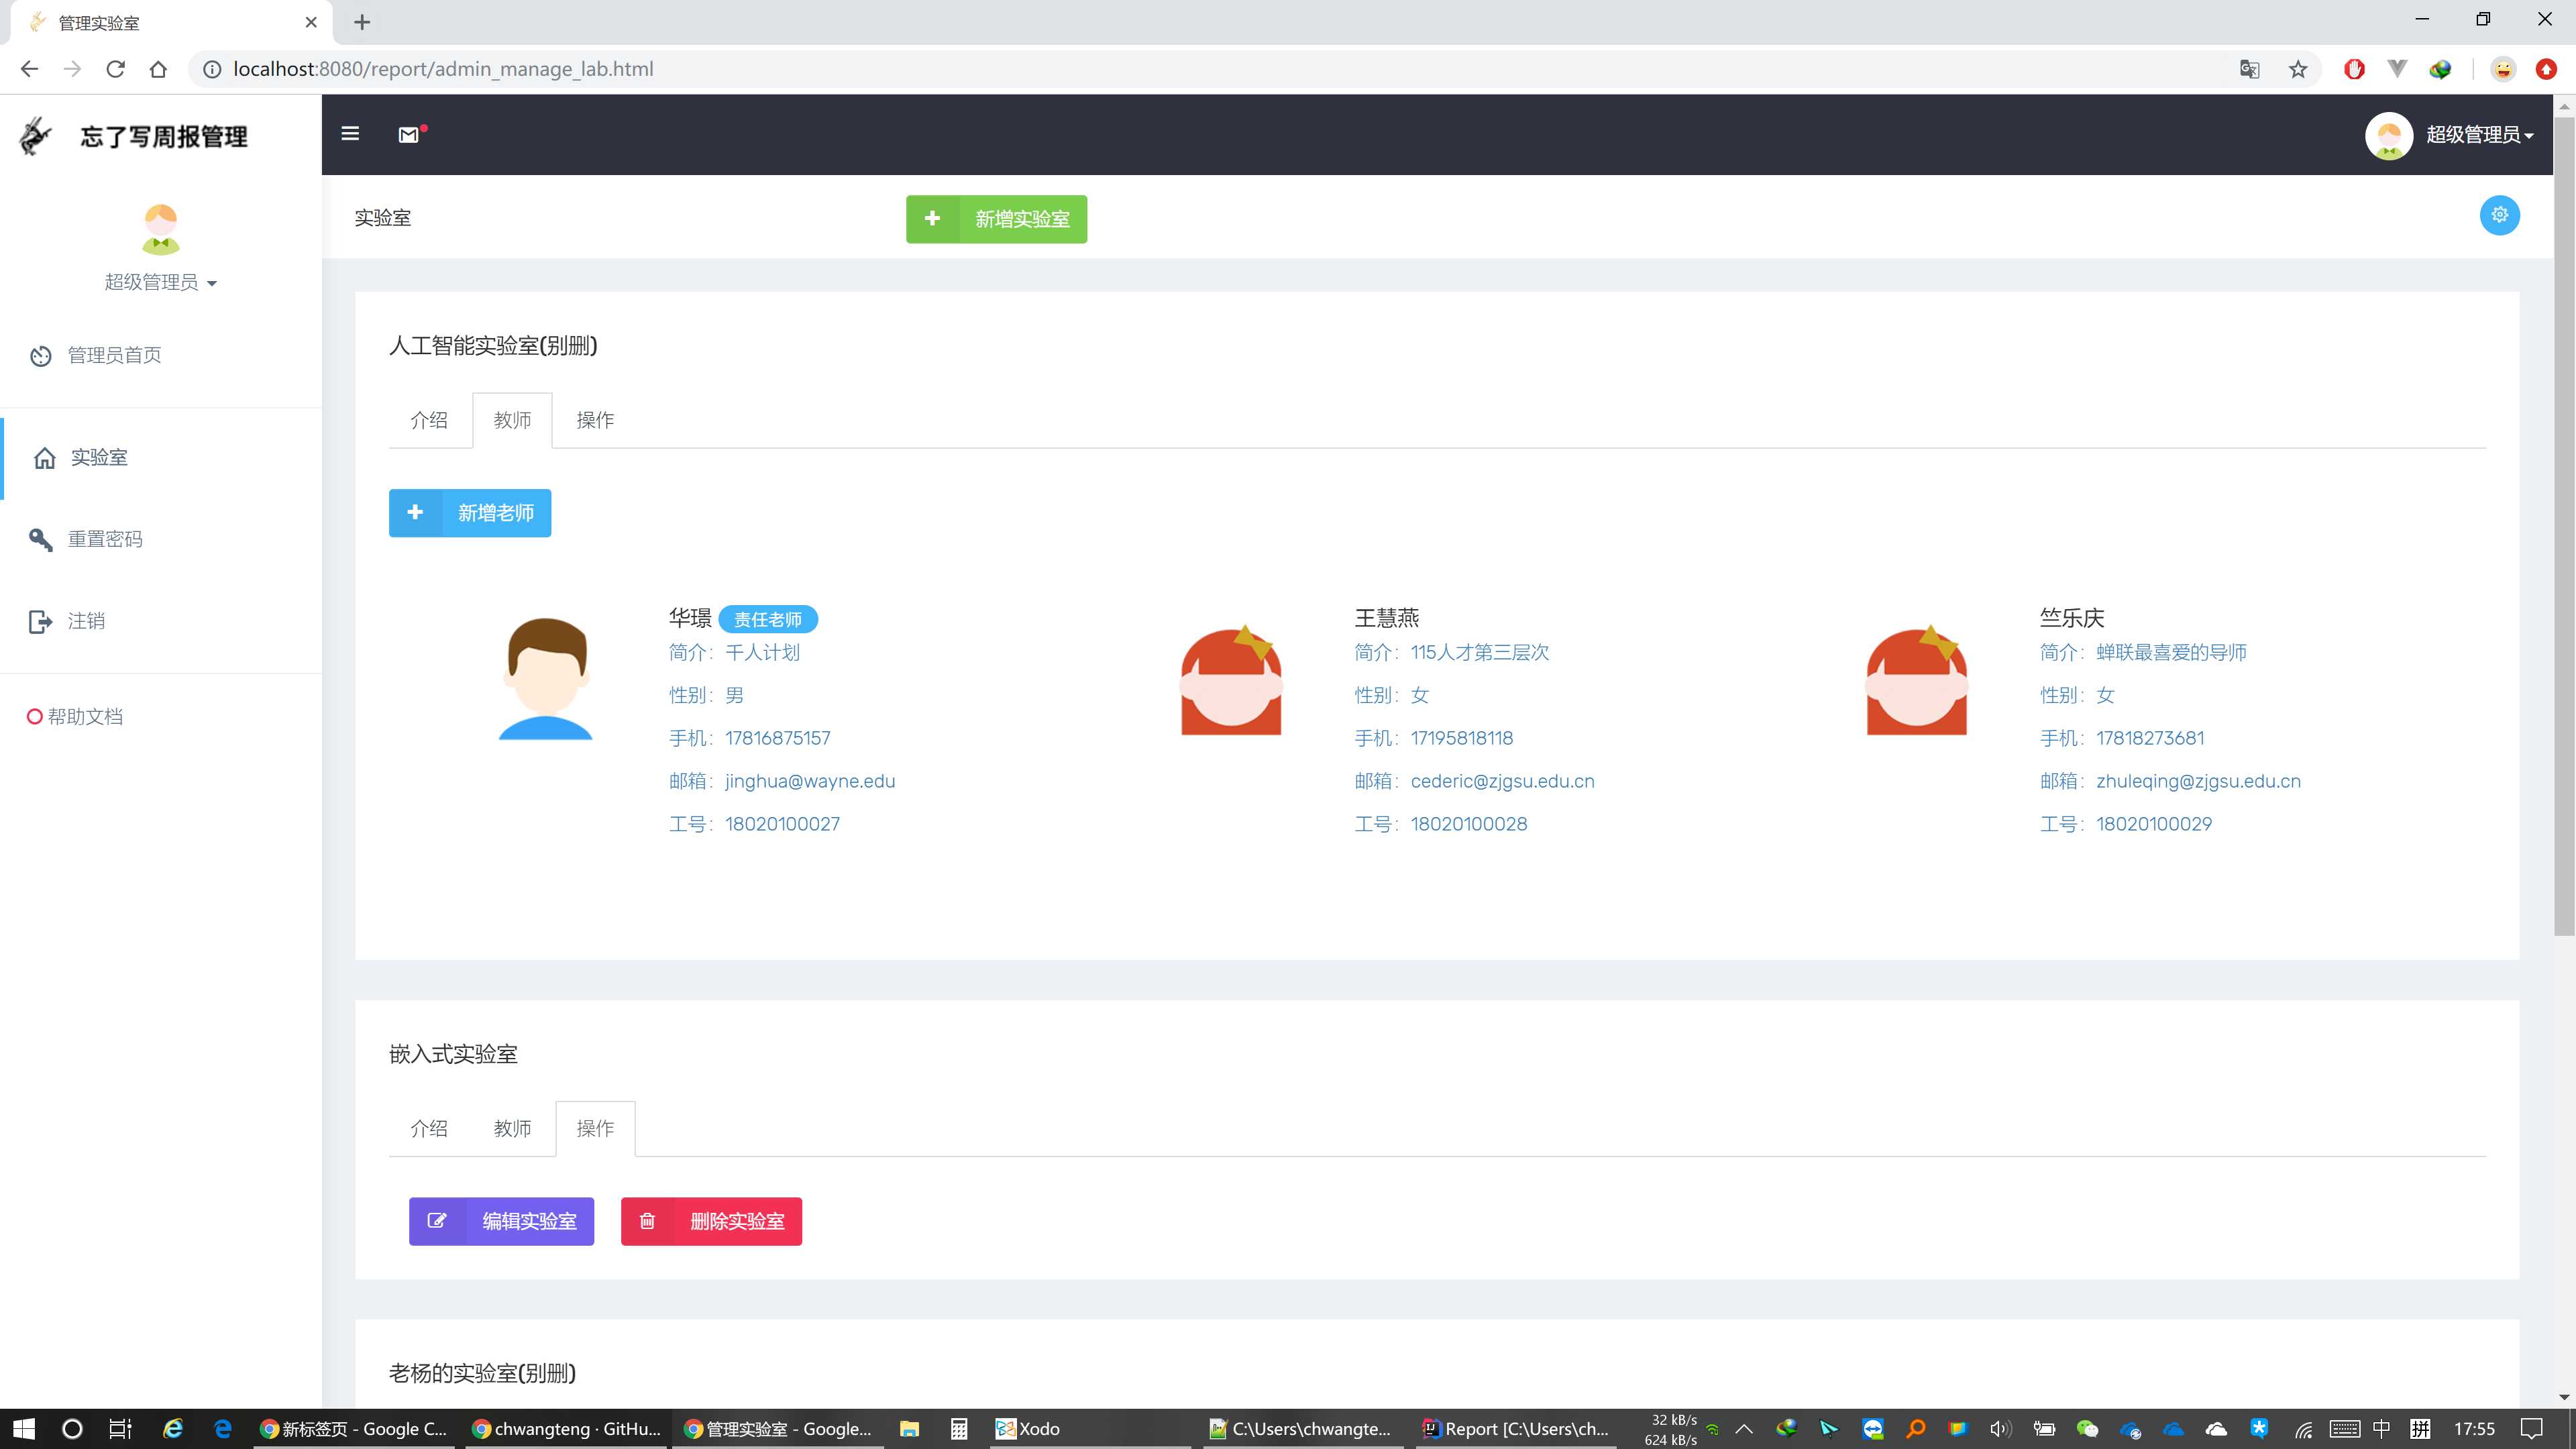 管理实验室
localhost:8080/report/admin_manage_lab.html
忘了写周报管理
超级管理员
超级管理员
管理员首页
实验室
重置密码
注销
帮助文档
实验室
新增实验室
人工智能实验室(别删)
介绍 教师 操作
新增老师
华璟 责任老师
简介：千人计划
性别：男
手机：17816875157
邮箱：jinghua@wayne.edu
工号：18020100027
王慧燕
简介：115人才第三层次
性别：女
手机：17195818118
邮箱：cederic@zjgsu.edu.cn
工号：18020100028
竺乐庆
简介：蝉联最喜爱的导师
性别：女
手机：17818273681
邮箱：zhuleqing@zjgsu.edu.cn
工号：18020100029
嵌入式实验室
介绍 教师 操作
编辑实验室 删除实验室
老杨的实验室(别删)
新标签页 - Google C... chwangteng · GitHu... 管理实验室 - Google... Xodo C:\Users\chwangte... Report [C:\Users\ch...
32 kB/s
624 kB/s
中 拼 17:55